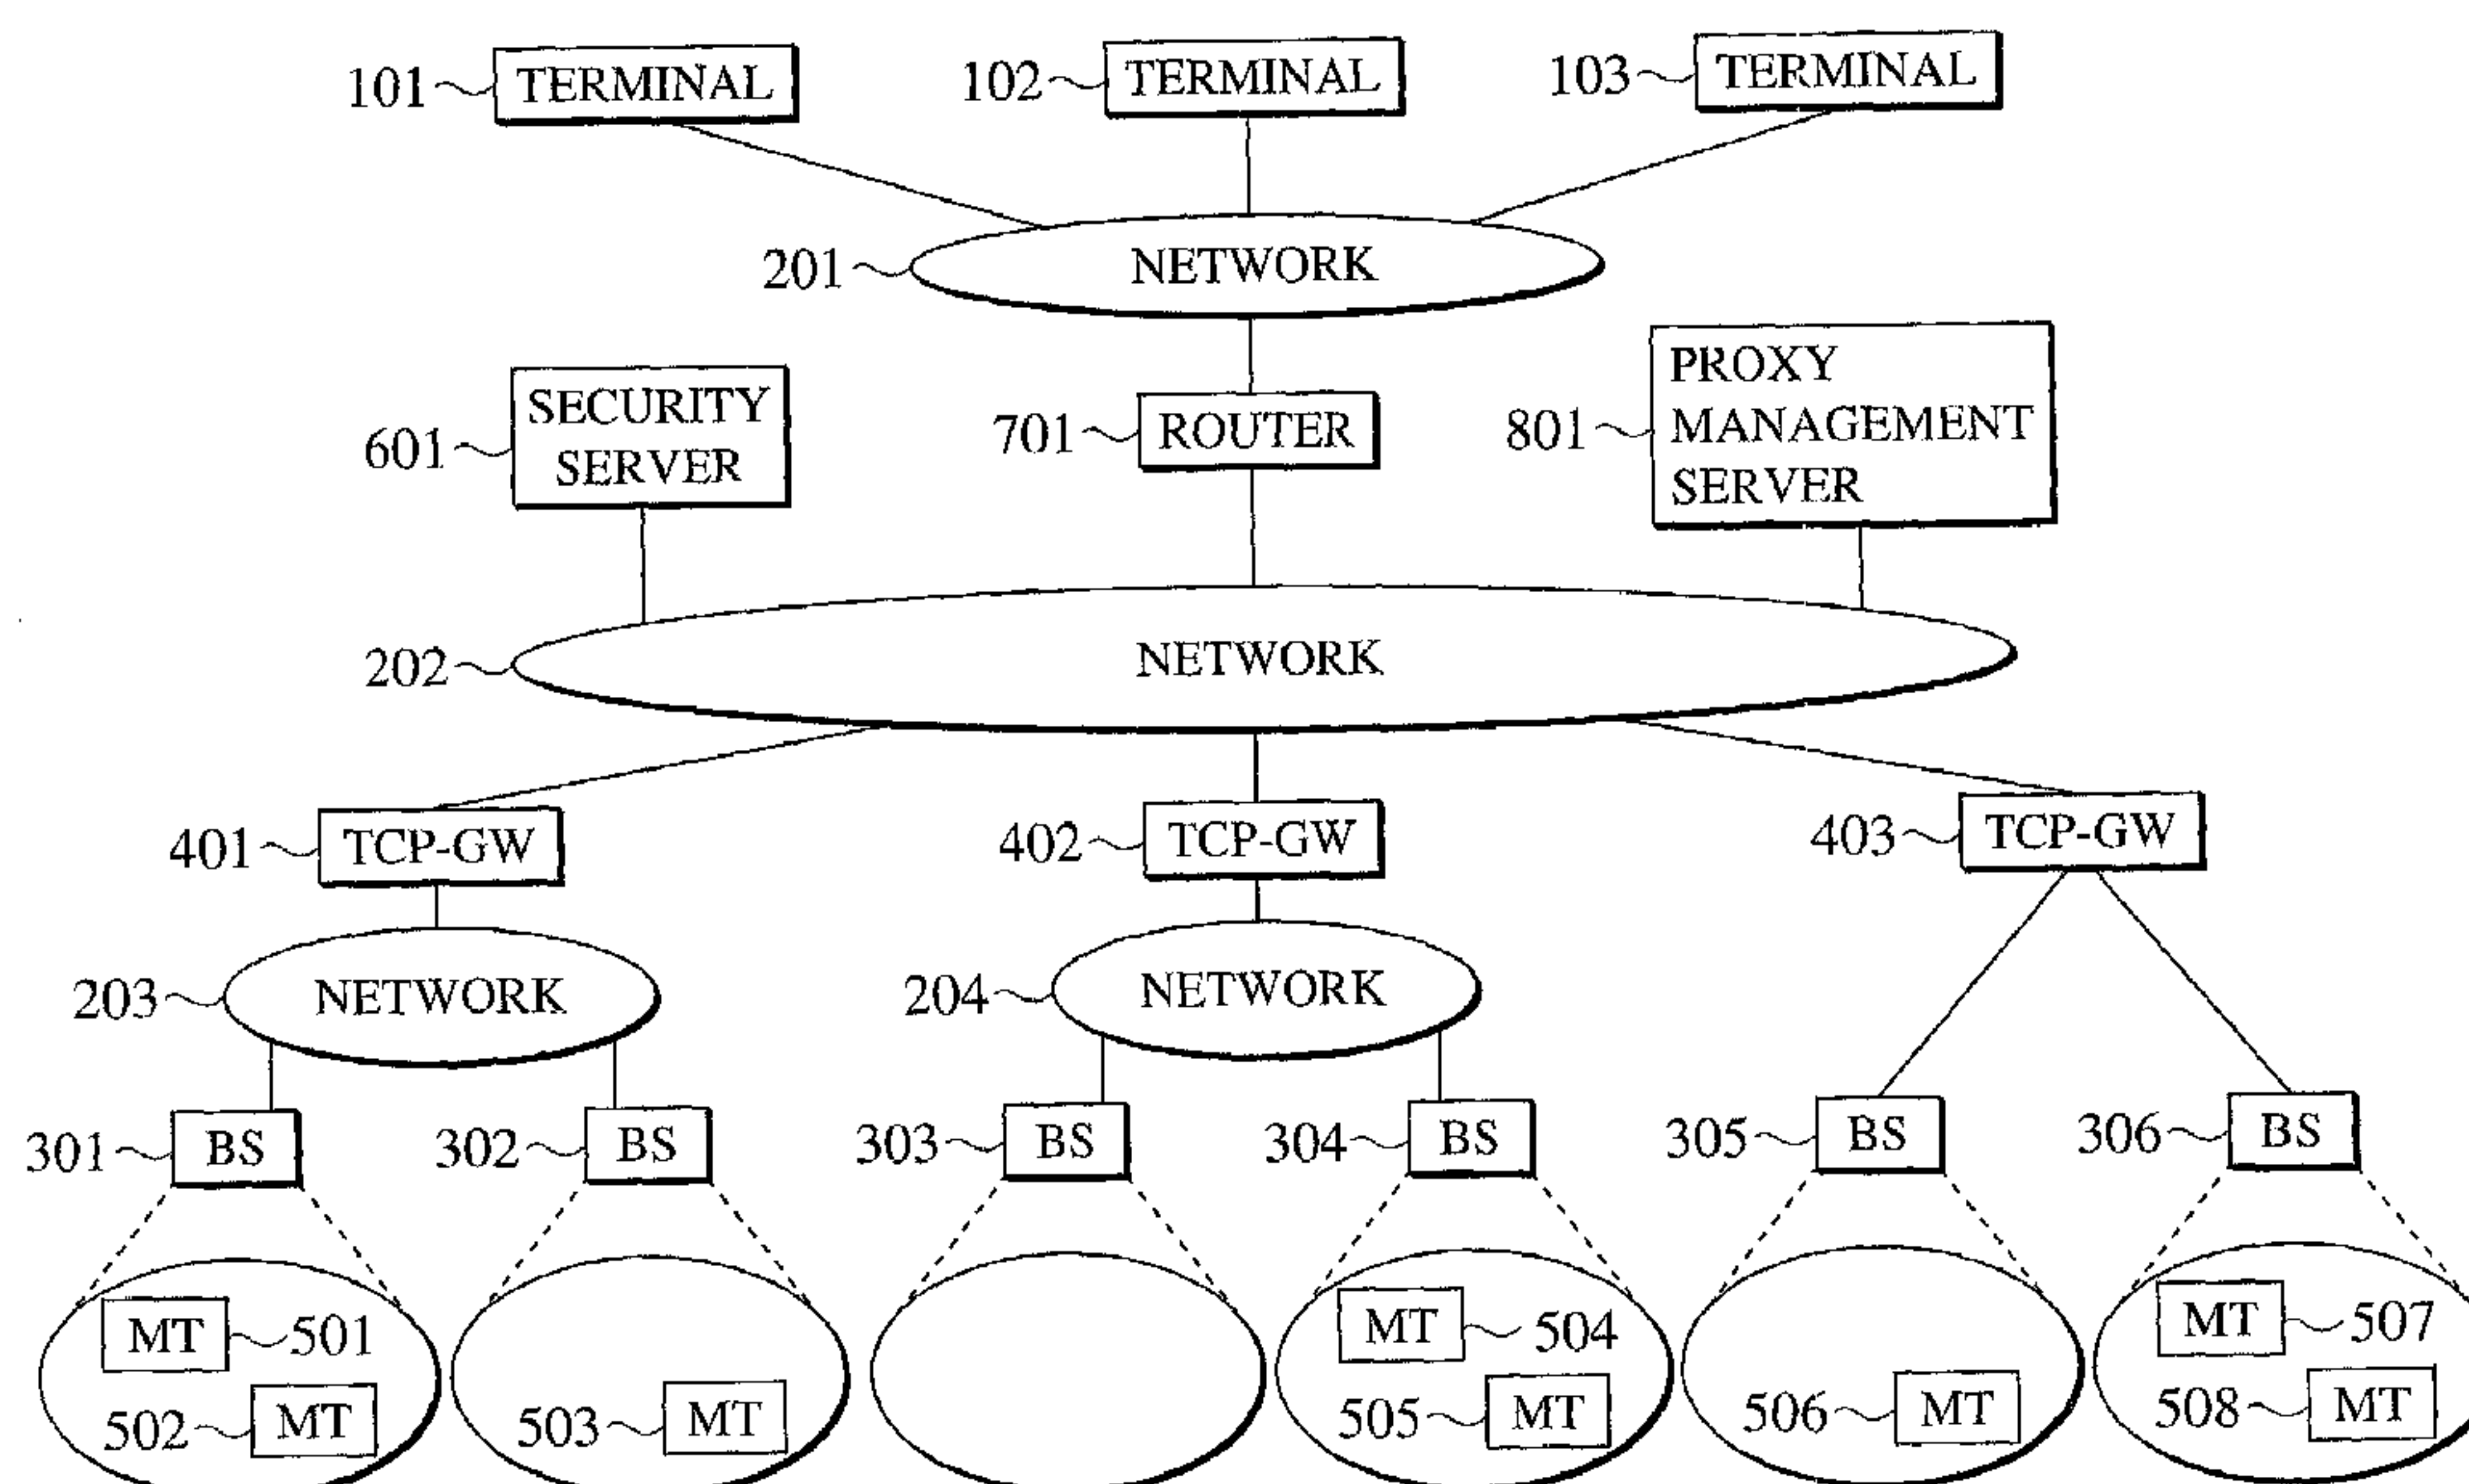 101 TERMINAL 102 TERMINAL 103 TERMINAL
201 NETWORK
601 SECURITY SERVER
701 ROUTER
801 PROXY MANAGEMENT SERVER
202 NETWORK
401 TCP-GW 402 TCP-GW 403 TCP-GW
203 NETWORK 204 NETWORK
301 BS 302 BS 303 BS 304 BS 305 BS 306 BS
MT 501 MT 504 MT 507
502 MT 503 MT 505 MT 506 MT 508 MT